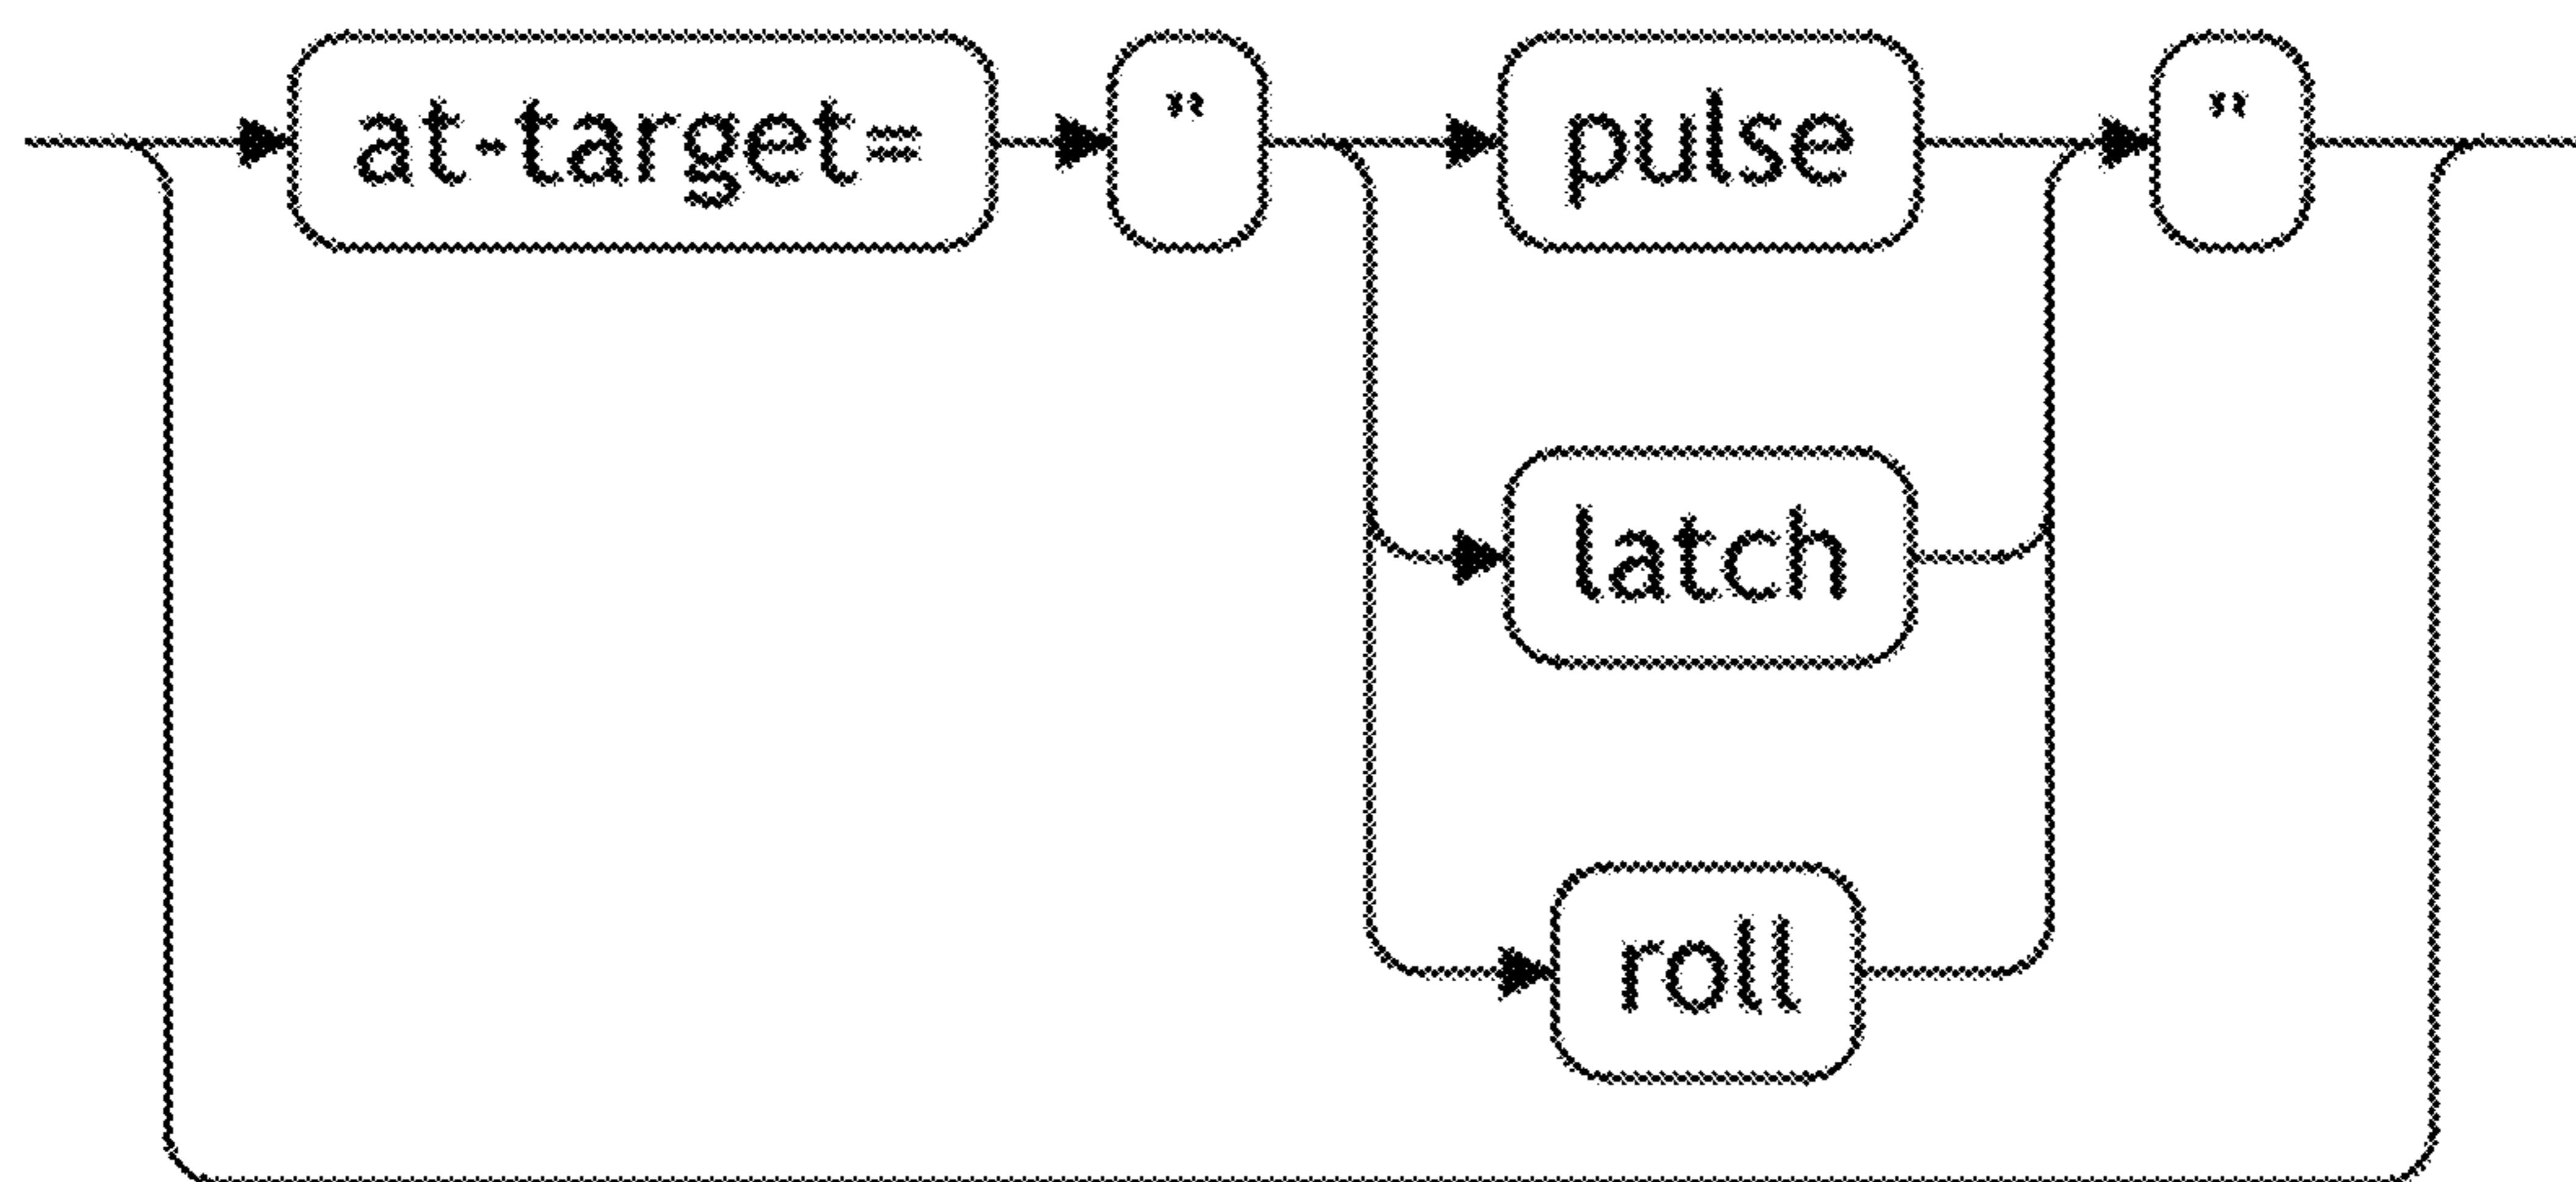 at-target= " pulse "
latch
roll